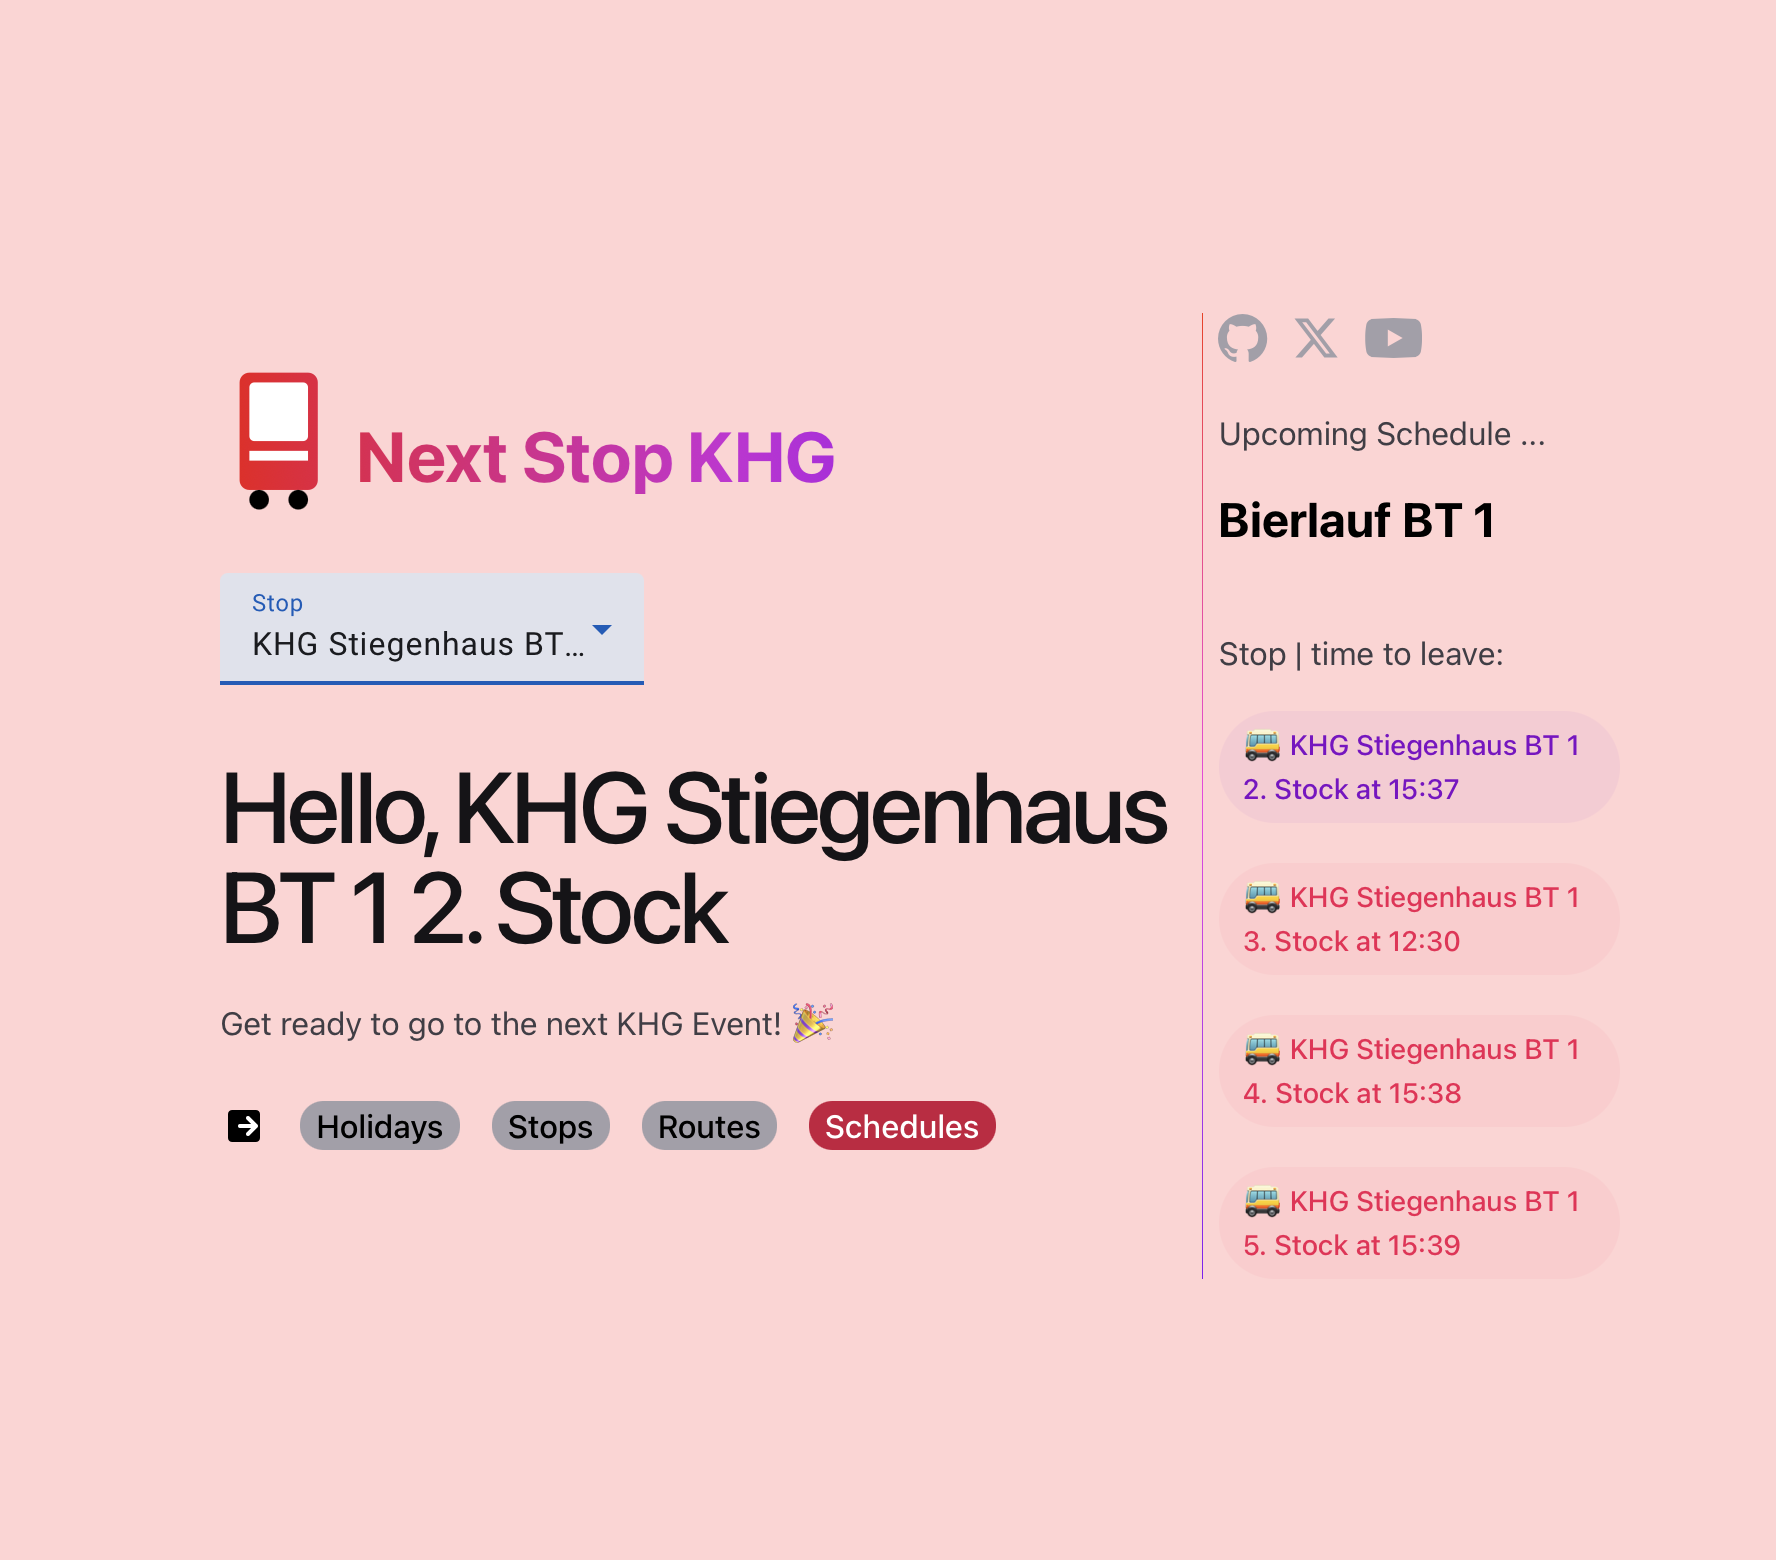 Next Stop KHG
Stop
KHG Stiegenhaus BT...
Hello, KHG Stiegenhaus
BT 1 2. Stock
Get ready to go to the next KHG Event! 🎉
Holidays
Stops
Routes
Schedules
Upcoming Schedule ...
Bierlauf BT 1
Stop | time to leave:
🚌 KHG Stiegenhaus BT 1
2. Stock at 15:37
🚌 KHG Stiegenhaus BT 1
3. Stock at 12:30
🚌 KHG Stiegenhaus BT 1
4. Stock at 15:38
🚌 KHG Stiegenhaus BT 1
5. Stock at 15:39